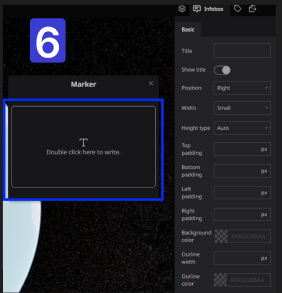 6
Infobox
Basic
Marker
Title
Show title
Position
Right
Width
Small
Height type
Auto
Double click here to write.
Top
padding
px
Bottom
padding
px
Left
padding
px
Right
padding
px
Background
color
#RRGGBBAA
Outline
width
px
Outline
color
#RRGGBBAA